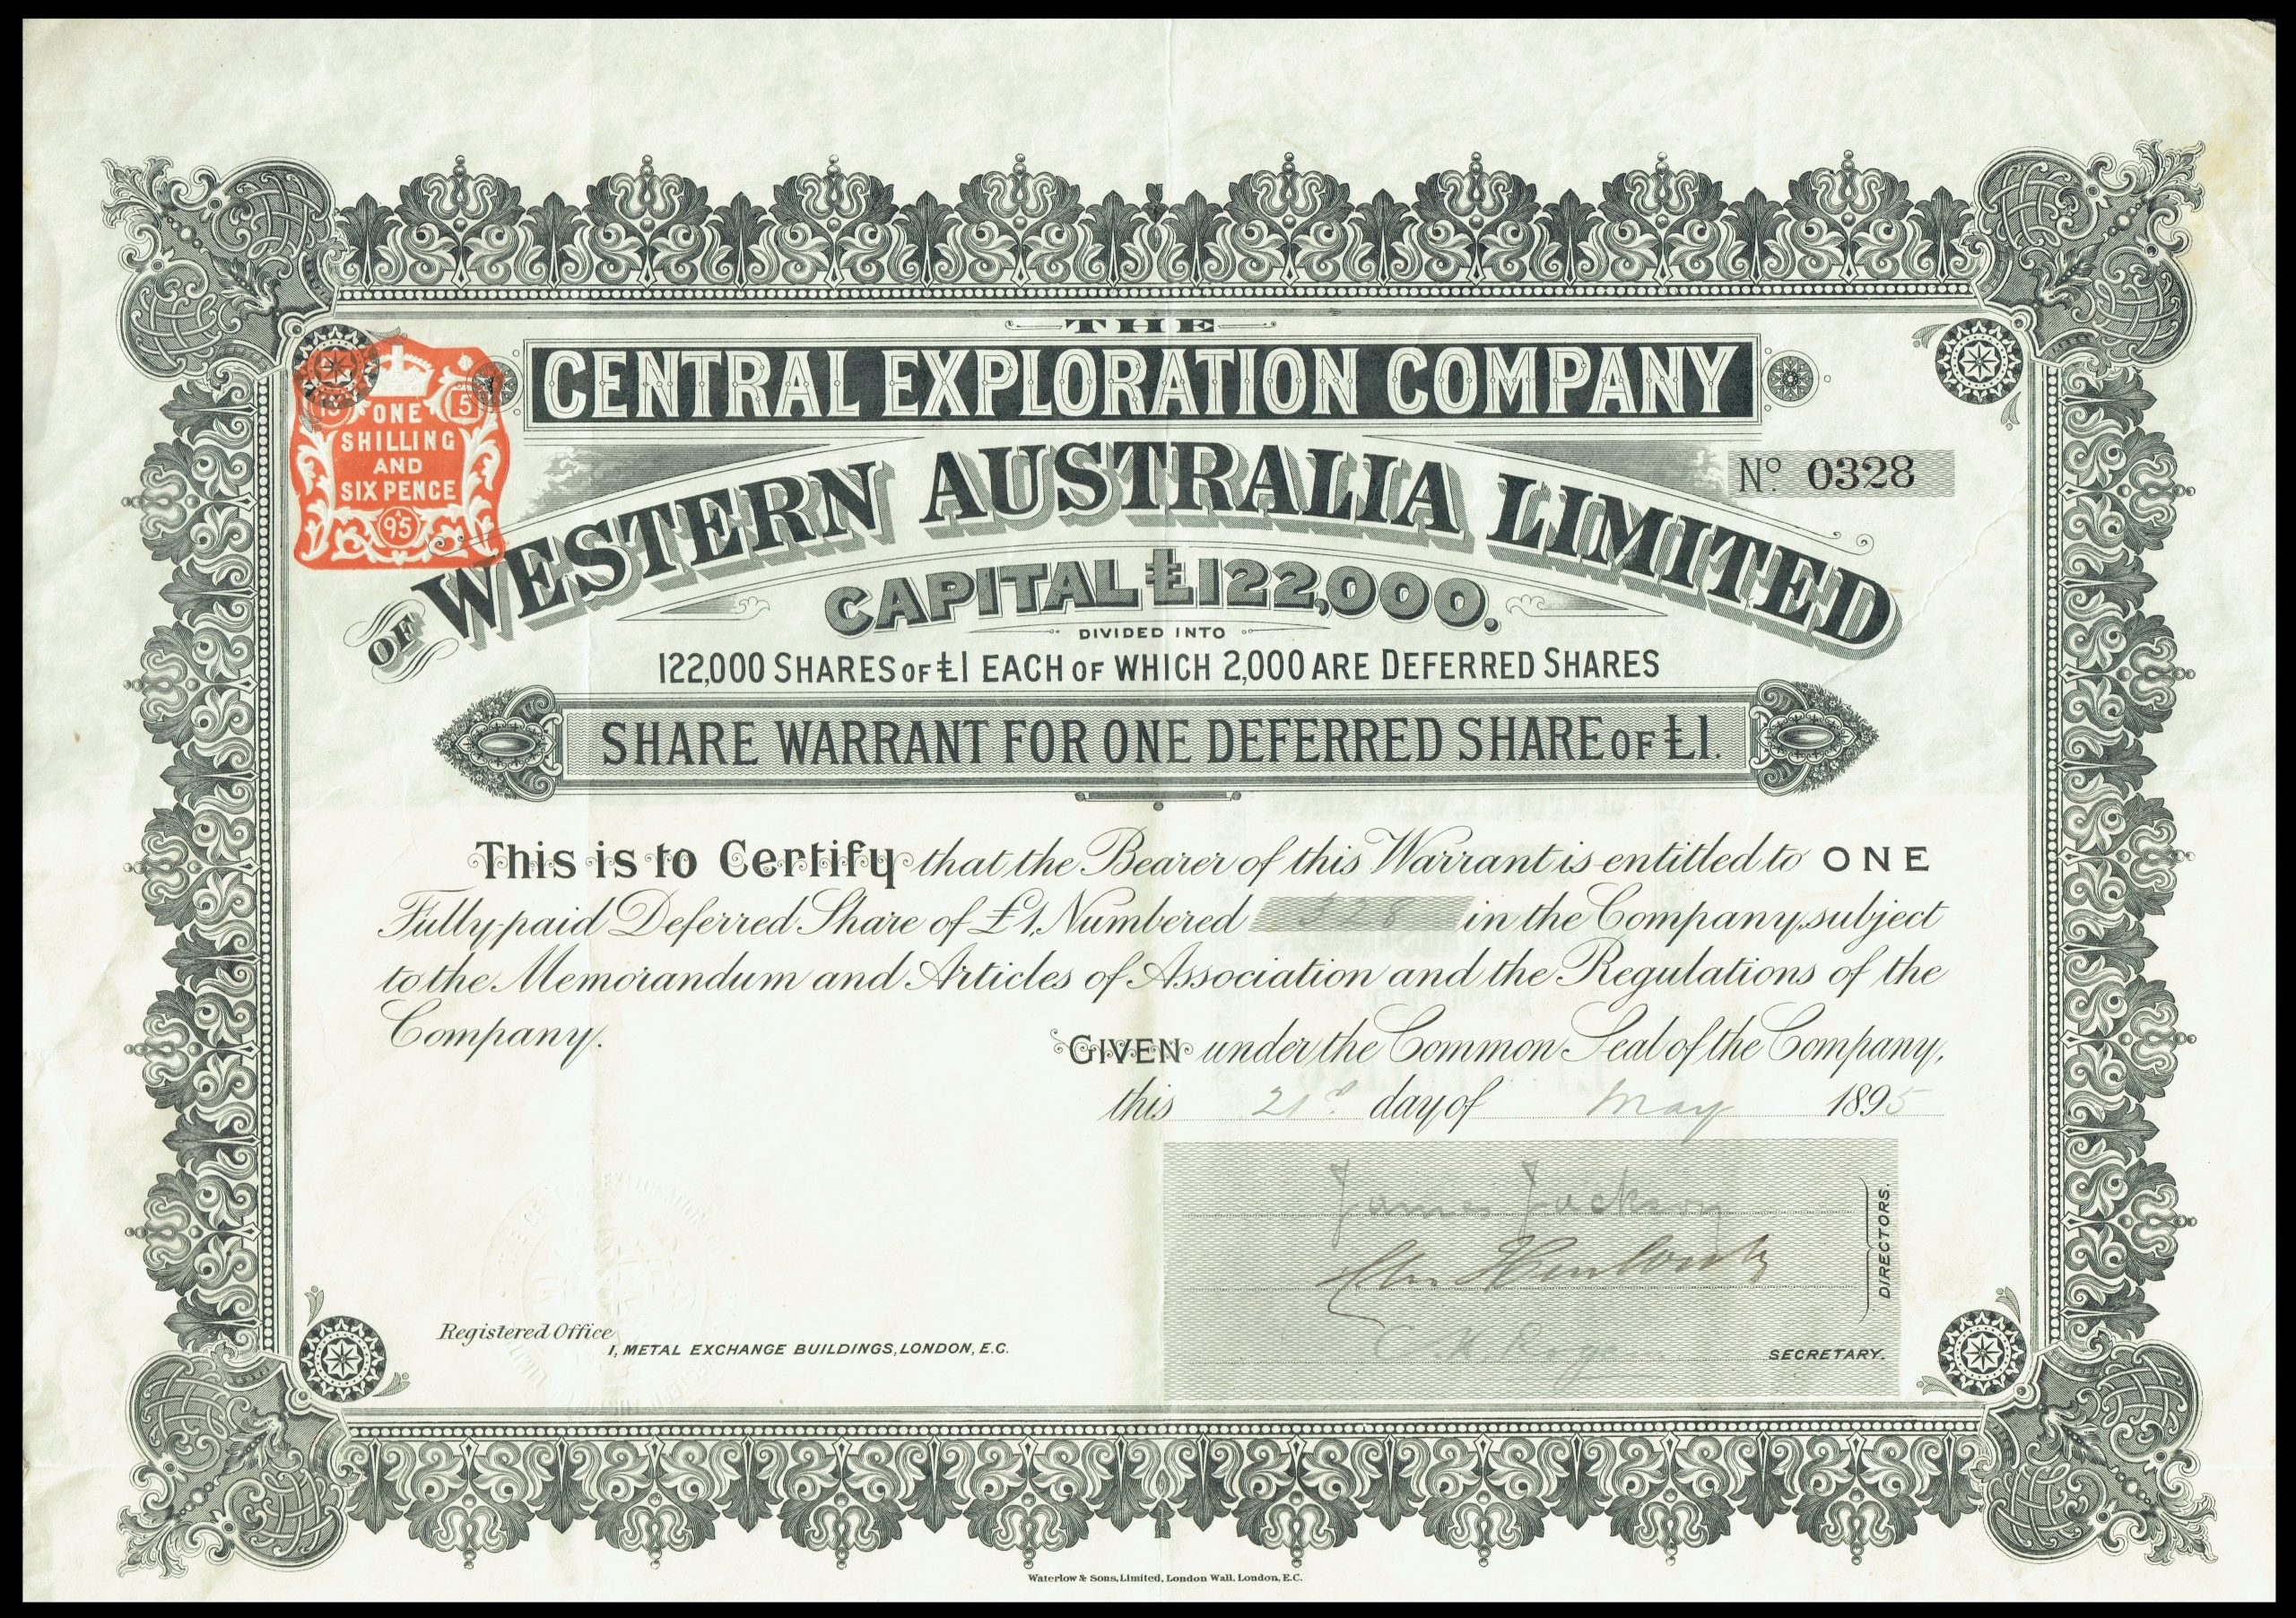 THE
CENTRAL EXPLORATION COMPANY
OF WESTERN AUSTRALIA LIMITED
ONE
SHILLING
AND
SIX PENCE
95
5
Nº 0328
CAPITAL £122,000.
DIVIDED INTO
122,000 SHARES OF £1 EACH OF WHICH 2,000 ARE DEFERRED SHARES
SHARE WARRANT FOR ONE DEFERRED SHARE OF £1.
This is to Certify that the Bearer of this Warrant is entitled to ONE
Fully-paid Deferred Share of £1, Numbered 328 in the Company, subject
to the Memorandum and Articles of Association and the Regulations of the
Company.
GIVEN under the Common Seal of the Company,
this 21st day of May 1895
James
DIRECTORS.
SECRETARY.
Registered Office
1, METAL EXCHANGE BUILDINGS, LONDON, E.C.
Waterlow & Sons, Limited, London Wall, London, E.C.